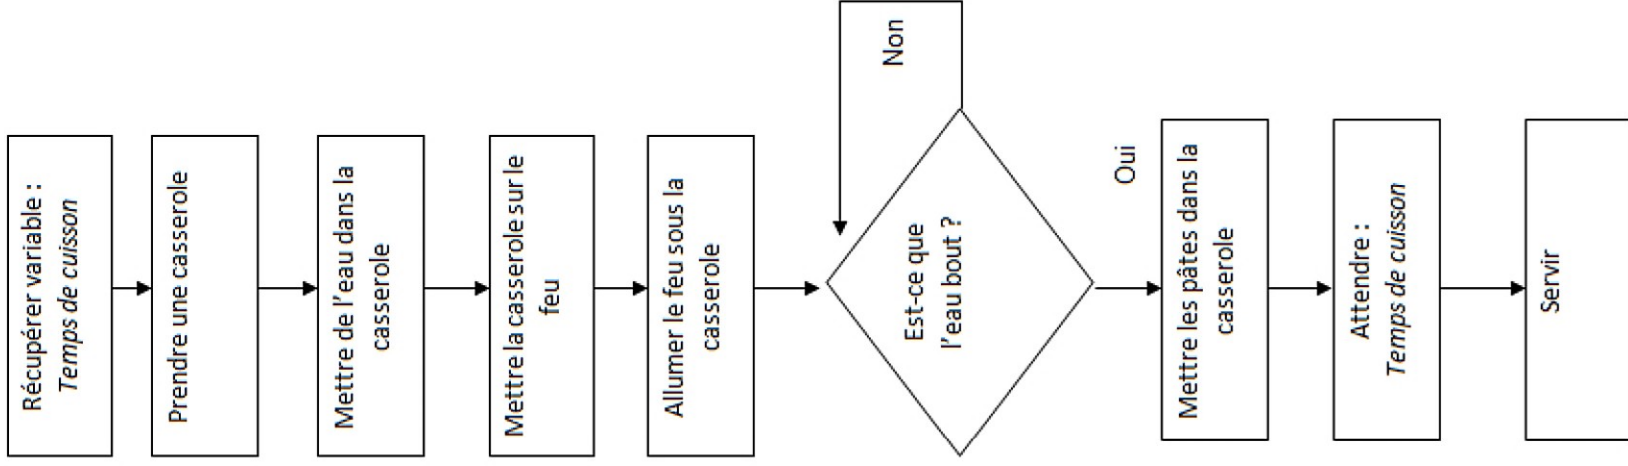 Récupérer variable :
Temps de cuisson
Prendre une casserole
Mettre de l'eau dans la
casserole
Mettre la casserole sur le
feu
Allumer le feu sous la
casserole
Est-ce que
l'eau bout ?
Non
Oui
Mettre les pâtes dans la
casserole
Attendre :
Temps de cuisson
Servir